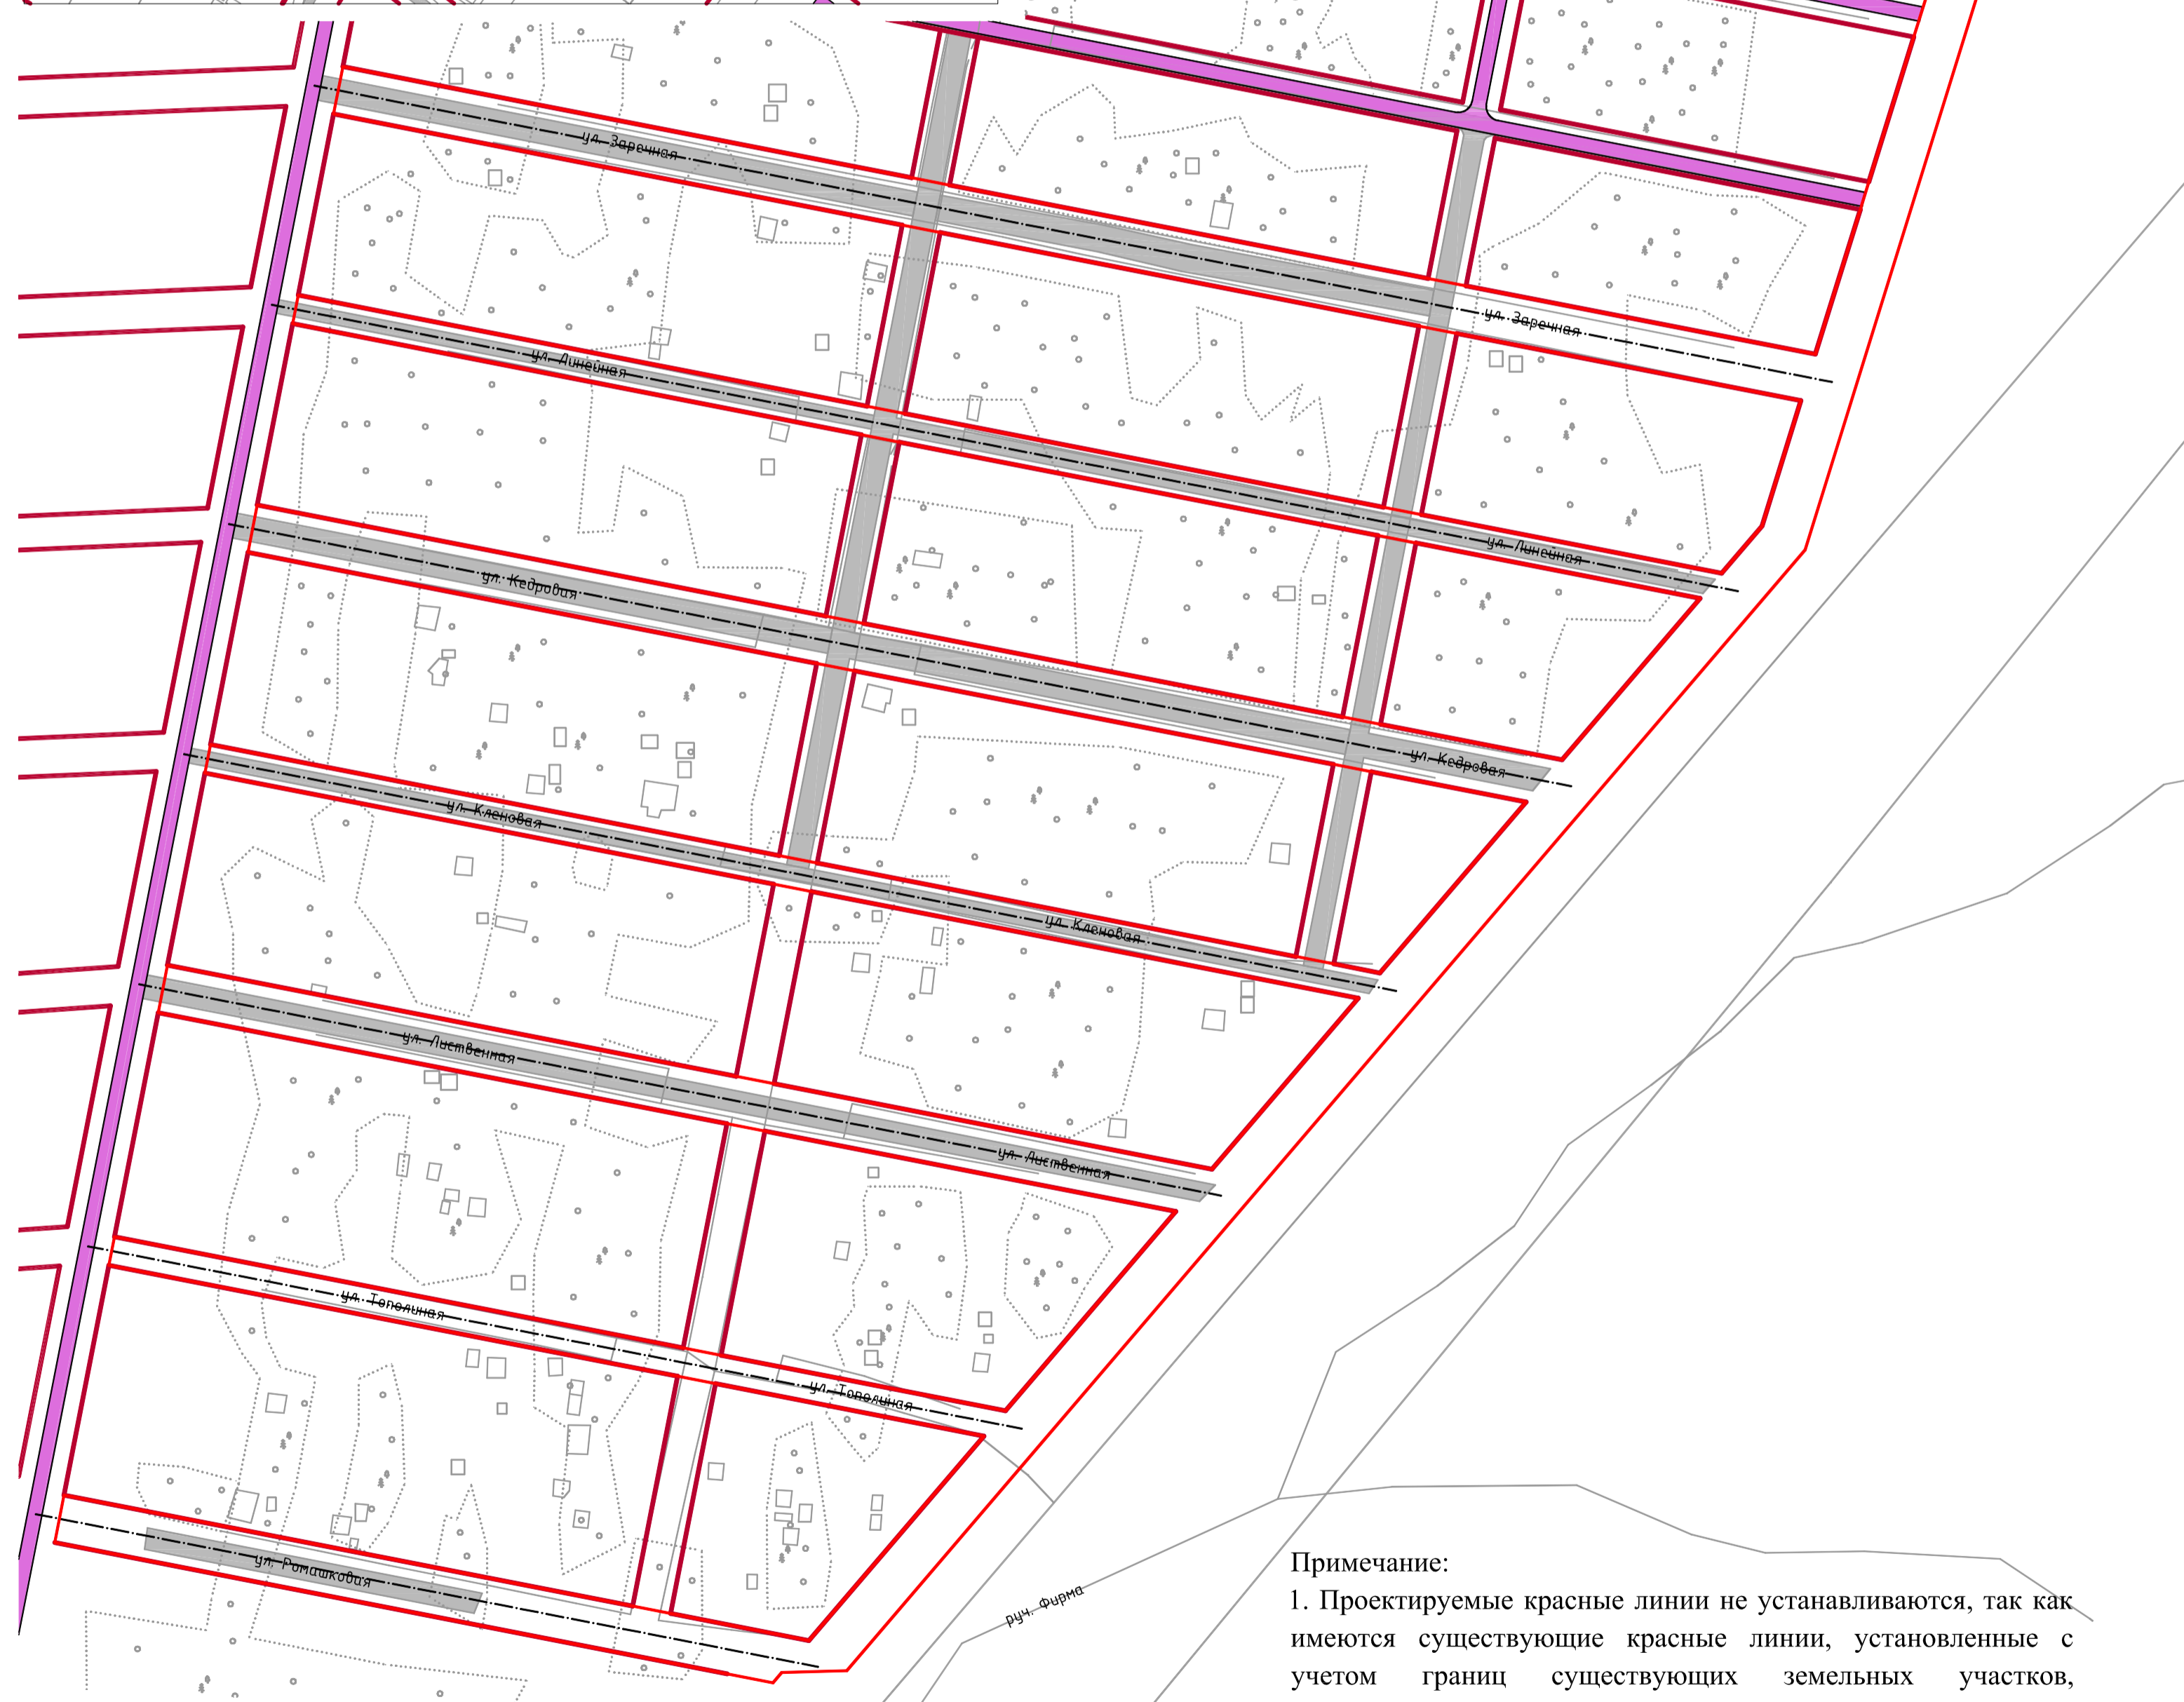 ул. Заречная
ул. Заречная
ул. Линейная
ул. Линейная
ул. Кедровая
ул. Кедровая
ул. Кленовая
ул. Кленовая
ул. Лиственная
ул. Лиственная
ул. Тополиная
ул. Тополиная
ул. Ромашковая
руч. Фирма
Примечание:
1. Проектируемые красные линии не устанавливаются, так как
имеются существующие красные линии, установленные с
учетом границ существующих земельных участков,